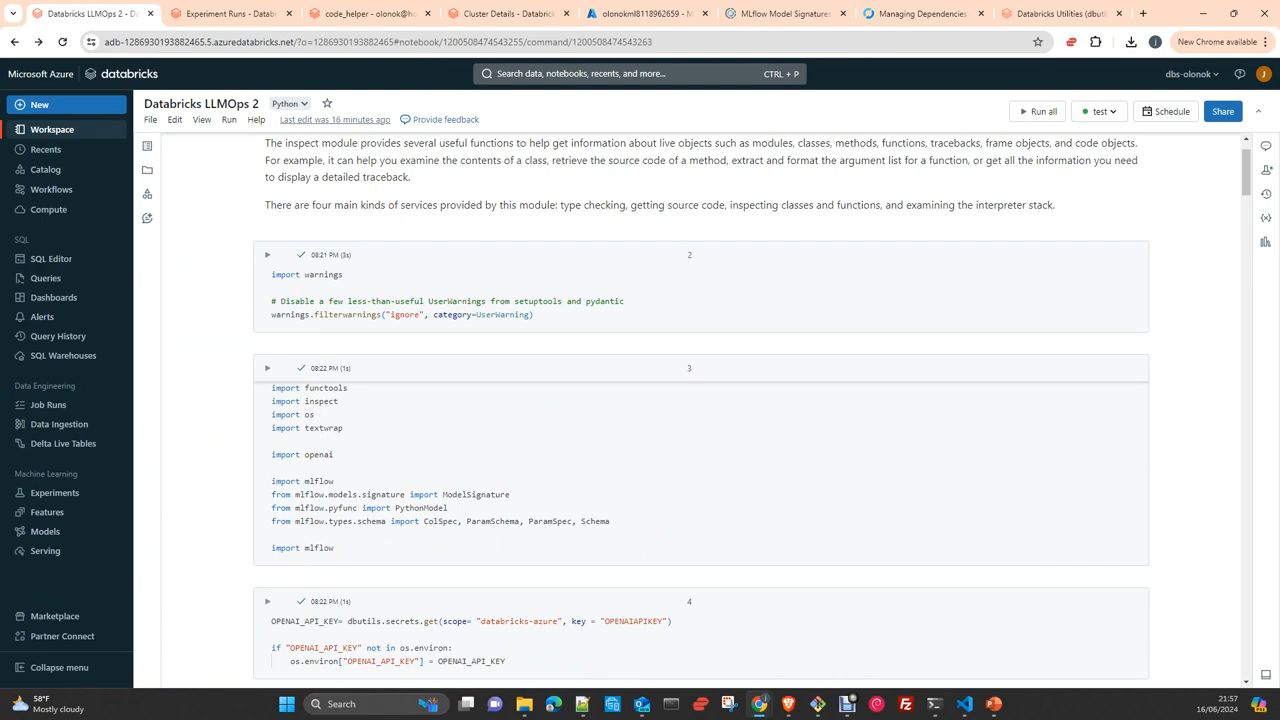 Databricks LLMOps 2 - Da
Experiment Runs - Datab
code_helper - olonok@ho
Cluster Details - Databrick
olonokml8118962659 - M
MLflow Model Signatures
Managing Dependencies
Databricks Utilities (dbutil
adb-1286930193882465.5.azuredatabricks.net/?o=1286930193882465#notebook/1200508474543255/command/1200508474543263
New Chrome available
Microsoft Azure
databricks
Search data, notebooks, recents, and more...
CTRL + P
dbs-olonok
J
New
Workspace
Recents
Catalog
Workflows
Compute
SQL
SQL Editor
Queries
Dashboards
Alerts
Query History
SQL Warehouses
Data Engineering
Job Runs
Data Ingestion
Delta Live Tables
Machine Learning
Experiments
Features
Models
Serving
Marketplace
Partner Connect
Collapse menu
Databricks LLMOps 2
Python
File
Edit
View
Run
Help
Last edit was 16 minutes ago
Provide feedback
Run all
test
Schedule
Share
The inspect module provides several useful functions to help get information about live objects such as modules, classes, methods, functions, tracebacks, frame objects, and code objects.
For example, it can help you examine the contents of a class, retrieve the source code of a method, extract and format the argument list for a function, or get all the information you need
to display a detailed traceback.
There are four main kinds of services provided by this module: type checking, getting source code, inspecting classes and functions, and examining the interpreter stack.
08:21 PM (3s)
2
import warnings
# Disable a few less-than-useful UserWarnings from setuptools and pydantic
warnings.filterwarnings("ignore", category=UserWarning)
08:22 PM (1s)
3
import functools
import inspect
import os
import textwrap
import openai
import mlflow
from mlflow.models.signature import ModelSignature
from mlflow.pyfunc import PythonModel
from mlflow.types.schema import ColSpec, ParamSchema, ParamSpec, Schema
import mlflow
08:22 PM (1s)
4
OPENAI_API_KEY= dbutils.secrets.get(scope= "databricks-azure", key = "OPENAIAPIKEY")
if "OPENAI_API_KEY" not in os.environ:
os.environ["OPENAI_API_KEY"] = OPENAI_API_KEY
58°F
Mostly cloudy
Search
21:57
16/06/2024